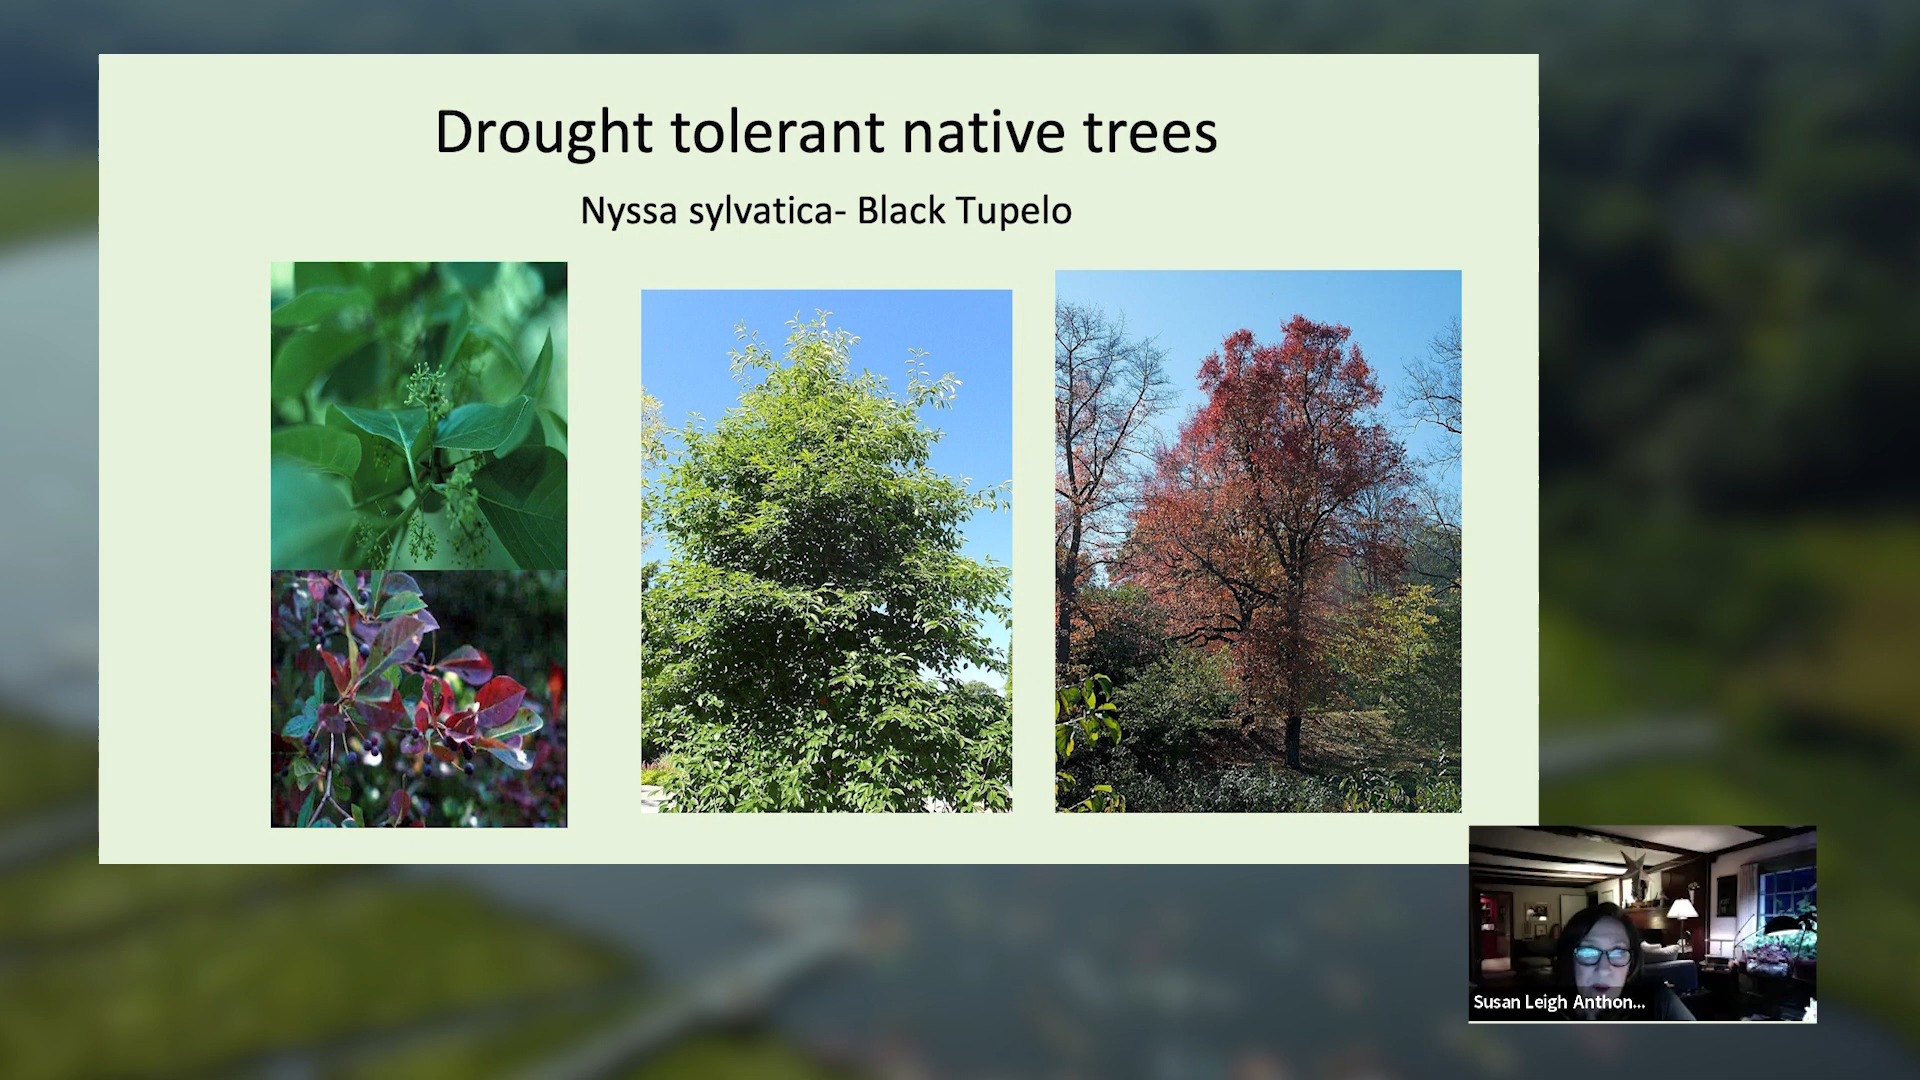 Drought tolerant native trees
Nyssa sylvatica- Black Tupelo
Susan Leigh Anthon...